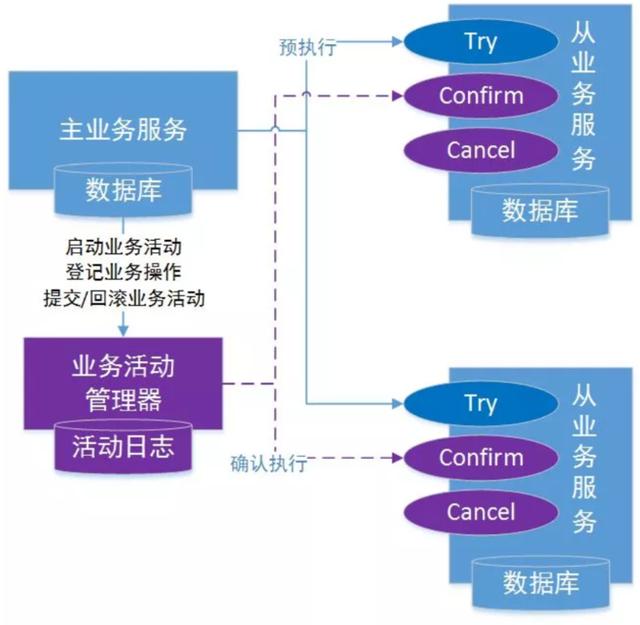 预执行
Try
Confirm
Cancel
从业务服务
数据库
主业务服务
数据库
启动业务活动
登记业务操作
提交/回滚业务活动
业务活动
管理器
活动日志
确认执行
Try
Confirm
Cancel
从业务服务
数据库